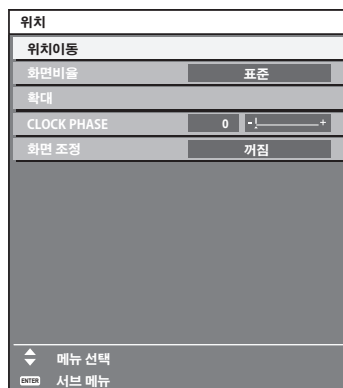 위치
위치이동
화면비율 표준
확대
CLOCK PHASE 0 - +
화면 조정 꺼짐
메뉴 선택
ENTER 서브 메뉴